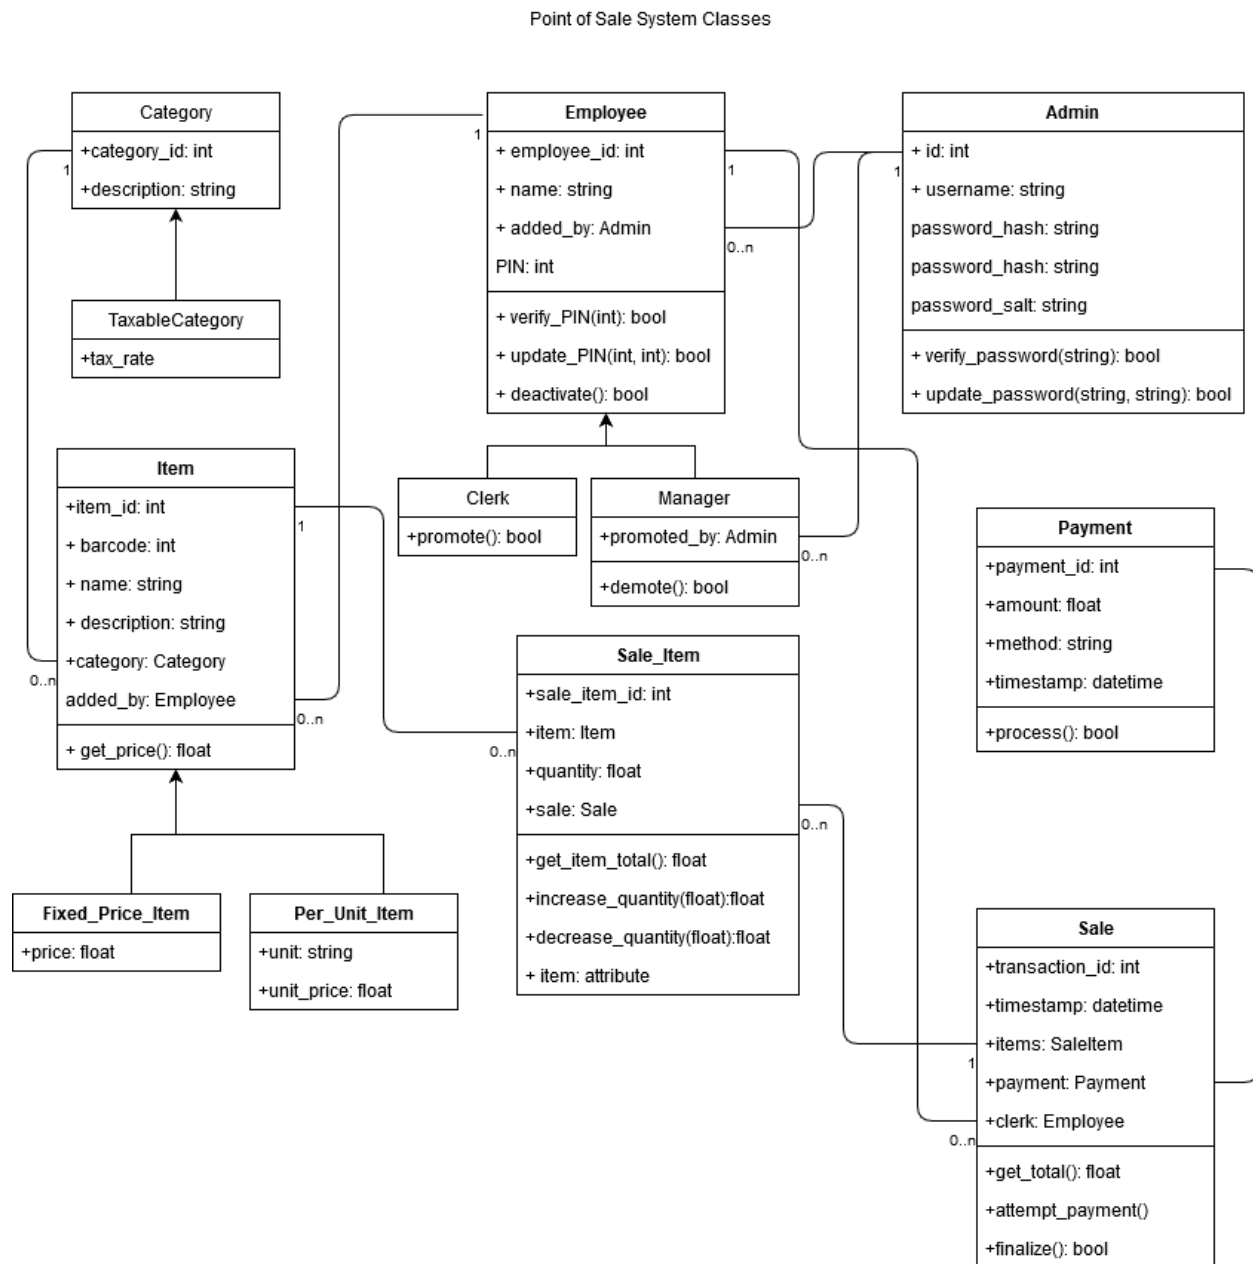 Point of Sale System Classes
Category
+category_id: int
+description: string
1
TaxableCategory
+tax_rate
Employee
1
+ employee_id: int
1
+ name: string
+ added_by: Admin
0..n
PIN: int
+ verify_PIN(int): bool
+ update_PIN(int, int): bool
+ deactivate(): bool
Admin
+ id: int
1
+ username: string
password_hash: string
password_hash: string
password_salt: string
+ verify_password(string): bool
+ update_password(string, string): bool
Item
+item_id: int
1
+ barcode: int
+ name: string
+ description: string
+category: Category
0..n
added_by: Employee
0..n
+ get_price(): float
Clerk
+promote(): bool
Manager
+promoted_by: Admin
0..n
+demote(): bool
Payment
+payment_id: int
+amount: float
+method: string
+timestamp: datetime
+process(): bool
Sale_Item
+sale_item_id: int
+item: Item
0..n
+quantity: float
+sale: Sale
0..n
+get_item_total(): float
+increase_quantity(float):float
+decrease_quantity(float):float
+ item: attribute
Fixed_Price_Item
+price: float
Per_Unit_Item
+unit: string
+unit_price: float
Sale
+transaction_id: int
+timestamp: datetime
+items: SaleItem
1
+payment: Payment
+clerk: Employee
0..n
+get_total(): float
+attempt_payment()
+finalize(): bool